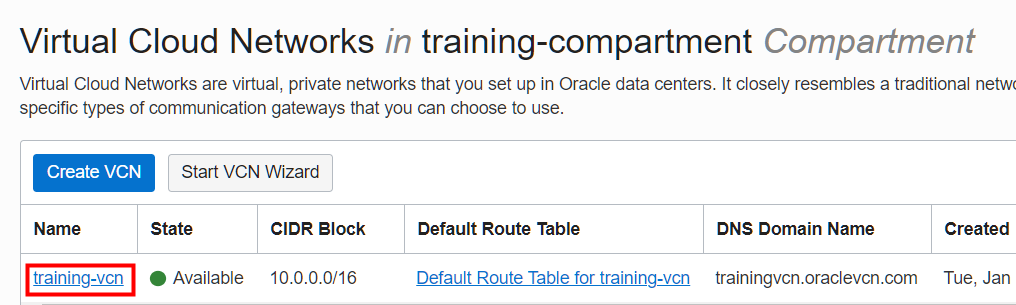 Virtual Cloud Networks in training-compartment Compartment
Virtual Cloud Networks are virtual, private networks that you set up in Oracle data centers. It closely resembles a traditional netwo
specific types of communication gateways that you can choose to use.
Create VCN Start VCN Wizard
Name State CIDR Block Default Route Table DNS Domain Name Created
training-vcn Available 10.0.0.0/16 Default Route Table for training-vcn trainingvcn.oraclevcn.com Tue, Jan